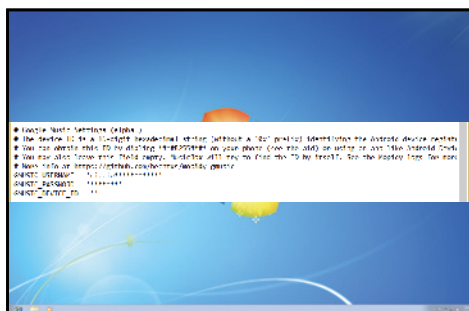 # Google Music Settings (alpha)
# The device ID is a 16-digit hexadecimal string (without a '0x' prefix) identifying the Android device
# You can obtain this ID by dialing on your phone (see the aid) or using an app like Android
# You may also leave this field empty. MusicBox will try to find the ID by itself. See the Mopidy logs for more
# More info at https://github.com/hechtus/mopidy-gmusic
GMUSIC_USERNAME
GMUSIC_PASSWORD
GMUSIC_DEVICE_ID